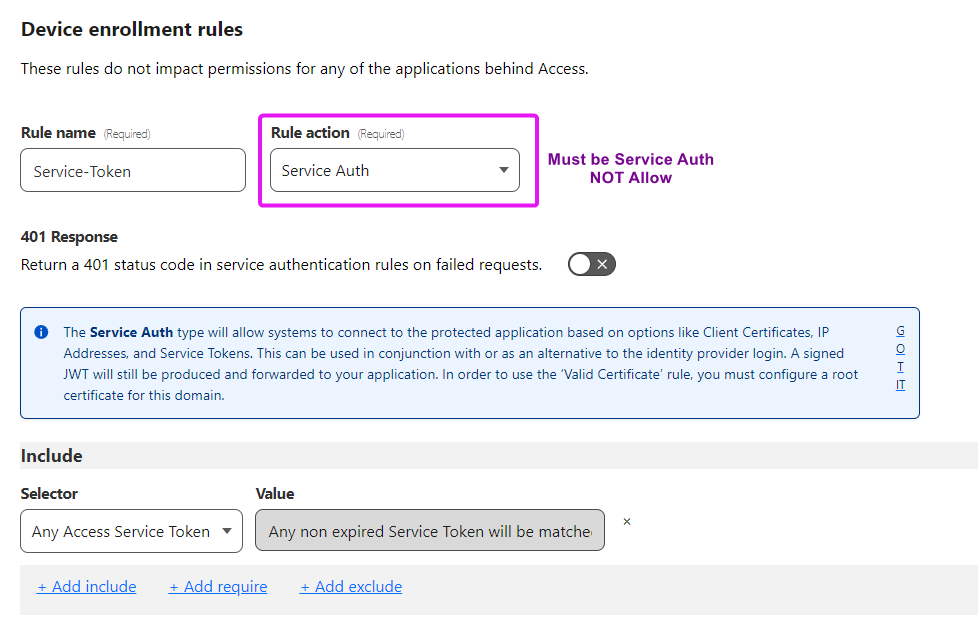 Device enrollment rules
These rules do not impact permissions for any of the applications behind Access.
Rule name (Required)
Rule action (Required)
Service-Token
Service Auth
Must be Service Auth
NOT Allow
401 Response
Return a 401 status code in service authentication rules on failed requests.
The Service Auth type will allow systems to connect to the protected application based on options like Client Certificates, IP
Addresses, and Service Tokens. This can be used in conjunction with or as an alternative to the identity provider login. A signed
JWT will still be produced and forwarded to your application. In order to use the ‘Valid Certificate’ rule, you must configure a root
certificate for this domain.
G
O
T
IT
Include
Selector
Value
Any Access Service Token
Any non expired Service Token will be matche
+ Add include
+ Add require
+ Add exclude